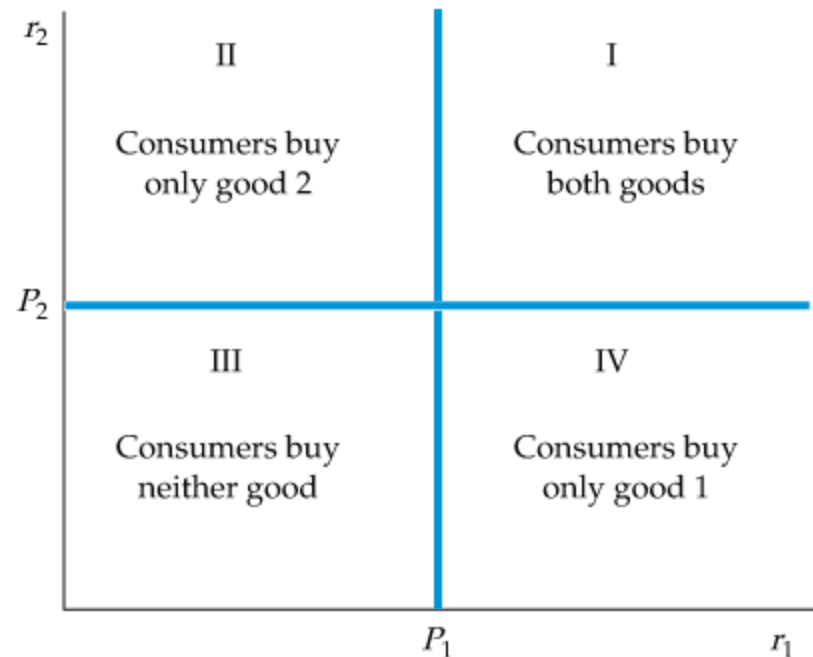 r₂
II
I
Consumers buy
only good 2
Consumers buy
both goods
P₂
III
IV
Consumers buy
neither good
Consumers buy
only good 1
P₁
r₁